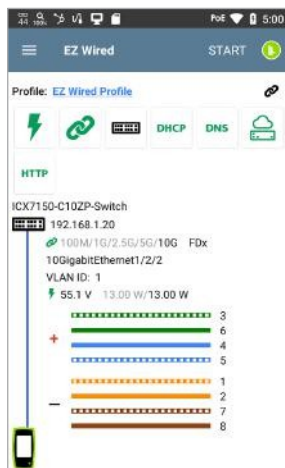 44 100% PoE 5:00
EZ Wired START
Profile: EZ Wired Profile
DHCP DNS
HTTP
ICX7150-C10ZP-Switch
192.168.1.20
100M/1G/2.5G/5G/10G FDx
10GigabitEthernet1/2/2
VLAN ID: 1
55.1 V 13.00 W/13.00 W
3
+ 6
4
5
1
— 2
7
8